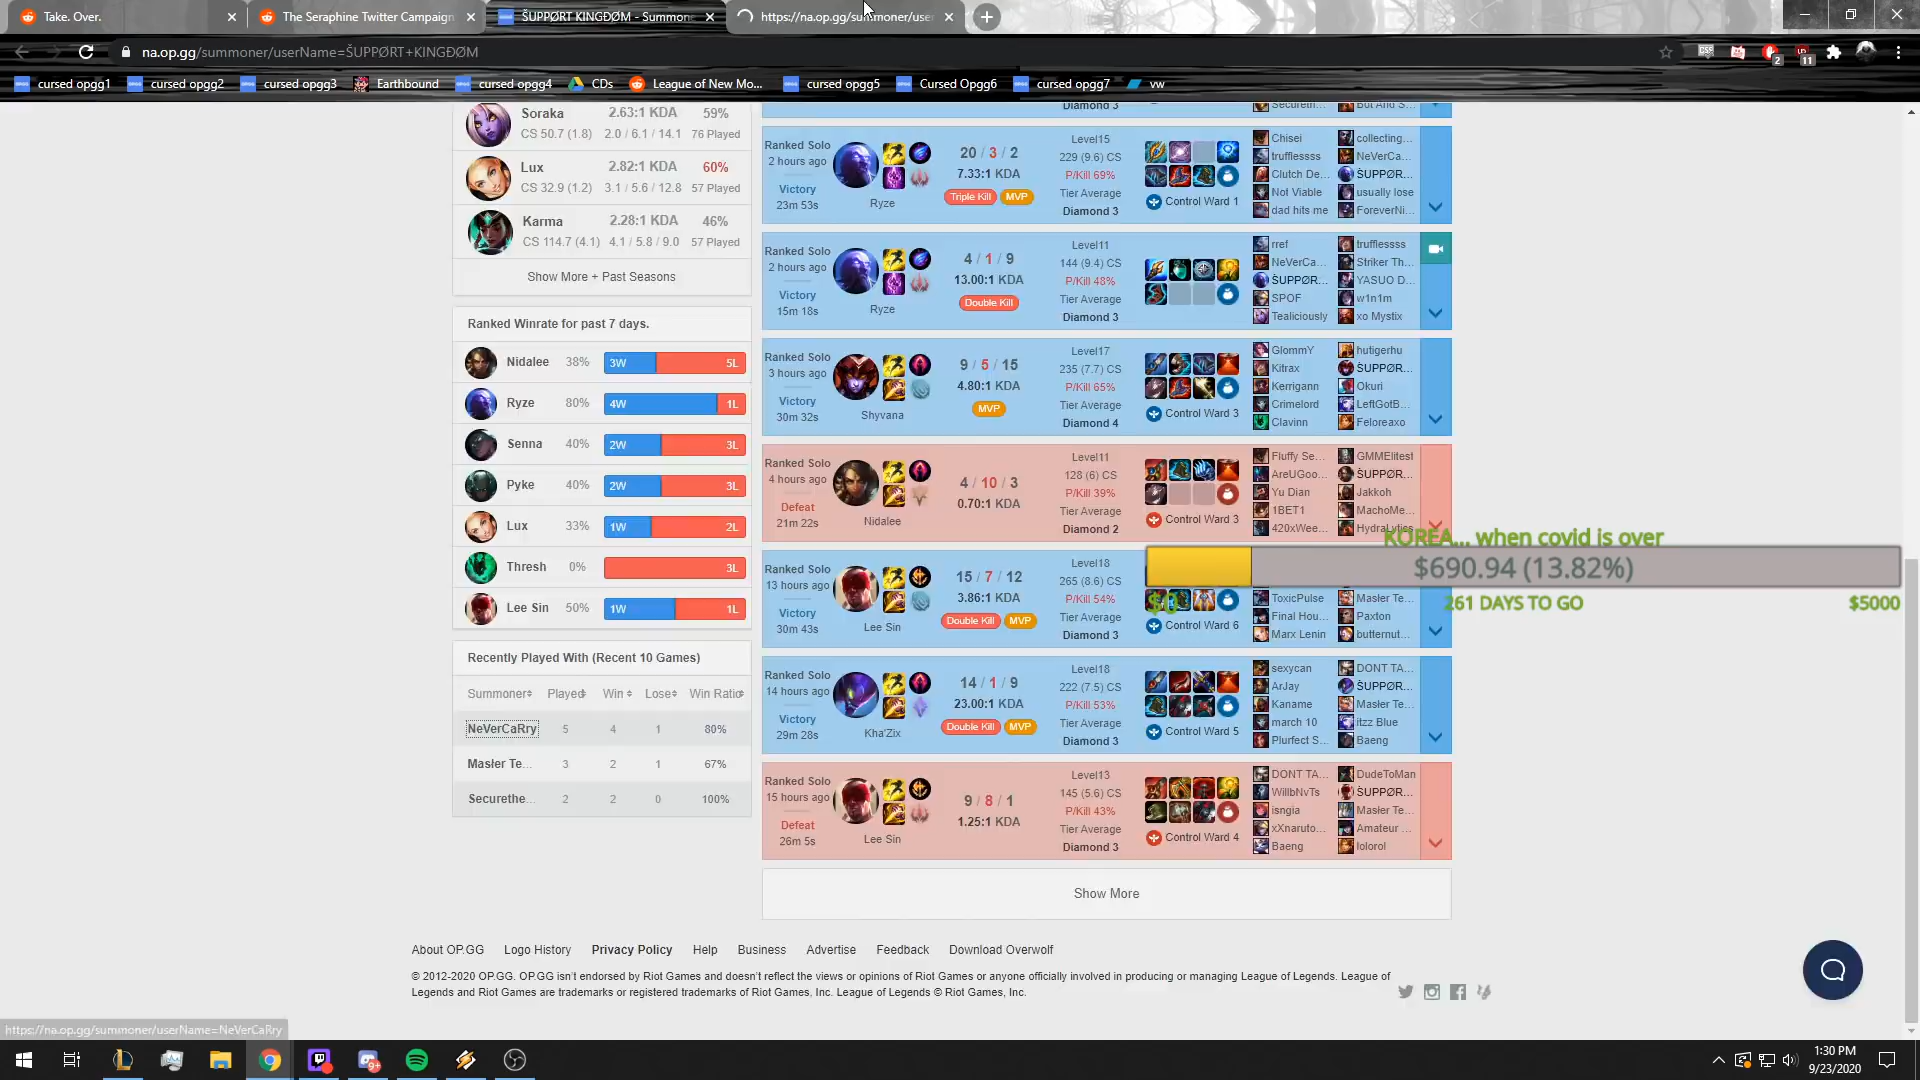 Take. Over.
The Seraphine Twitter Campaign
ŠUPPØRT KINGÐØM - Summone
https://na.op.gg/summoner/user
na.op.gg/summoner/userName=ŠUPPØRT+KINGÐØM
2
11
cursed opgg1
cursed opgg2
cursed opgg3
Earthbound
cursed opgg4
CDs
League of New Mo...
cursed opgg5
Cursed Opgg6
cursed opgg7
vw
Soraka
2.63:1 KDA
59%
CS 50.7 (1.8)
2.0 / 6.1 / 14.1
76 Played
Lux
2.82:1 KDA
60%
CS 32.9 (1.2)
3.1 / 5.6 / 12.8
57 Played
Karma
2.28:1 KDA
46%
CS 114.7 (4.1)
4.1 / 5.8 / 9.0
57 Played
Show More + Past Seasons
Ranked Winrate for past 7 days.
Nidalee 38% 3W 5L
Ryze 80% 4W 1L
Senna 40% 2W 3L
Pyke 40% 2W 3L
Lux 33% 1W 2L
Thresh 0% 3L
Lee Sin 50% 1W 1L
Recently Played With (Recent 10 Games)
Summoner Played Win Lose Win Ratio
NeVerCaRry 5 4 1 80%
Masłer Te... 3 2 1 67%
Securethe... 2 2 0 100%
Diamond 3
Secureth...
But And S...
Ranked Solo
2 hours ago
Victory
23m 53s
Ryze
20 / 3 / 2
7.33:1 KDA
Triple Kill
MVP
Level15
229 (9.6) CS
P/Kill 69%
Tier Average
Diamond 3
Control Ward 1
Chisei
trufflessss
Clutch De...
Not Viable
dad hits me
collecting...
NeVerCa...
ŠUPPØR...
usually lose
ForeverNi...
Ranked Solo
2 hours ago
Victory
15m 18s
Ryze
4 / 1 / 9
13.00:1 KDA
Double Kill
Level11
144 (9.4) CS
P/Kill 48%
Tier Average
Diamond 3
rref
NeVerCa...
ŠUPPØR...
SPOF
Tealiciously
trufflessss
Striker Th...
YASUO D...
w1n1m
xo Mystix
Ranked Solo
3 hours ago
Victory
30m 32s
Shyvana
9 / 5 / 15
4.80:1 KDA
MVP
Level17
235 (7.7) CS
P/Kill 65%
Tier Average
Diamond 4
Control Ward 3
GlommY
Kitrax
Kerrigann
Crimelord
Clavinn
hutigerhu
ŠUPPØR...
Okuri
LeftGotB...
Feloreaxo
Ranked Solo
4 hours ago
Defeat
21m 22s
Nidalee
4 / 10 / 3
0.70:1 KDA
Level11
128 (6) CS
P/Kill 39%
Tier Average
Diamond 2
Control Ward 3
Fluffy Se...
AreUGoo...
Yu Dian
1BET1
420xWee...
GMMElitest
ŠUPPØR...
Jakkoh
MachoMe...
HydraLytics
KOREA... when covid is over
$690.94 (13.82%)
$0
261 DAYS TO GO
$5000
Ranked Solo
13 hours ago
Victory
30m 43s
Lee Sin
15 / 7 / 12
3.86:1 KDA
Double Kill
MVP
Level18
265 (8.6) CS
P/Kill 54%
Tier Average
Diamond 3
Control Ward 6
ToxicPulse
Final Hou...
Marx Lenin
Masłer Te...
Paxton
butternut...
Ranked Solo
14 hours ago
Victory
29m 28s
Kha'Zix
14 / 1 / 9
23.00:1 KDA
Double Kill
MVP
Level18
222 (7.5) CS
P/Kill 53%
Tier Average
Diamond 3
Control Ward 5
sexycan
ArJay
Kaname
march 10
Plurfect S...
DONT TA...
ŠUPPØR...
Masłer Te...
itzz Blue
Baeng
Ranked Solo
15 hours ago
Defeat
26m 5s
Lee Sin
9 / 8 / 1
1.25:1 KDA
Level13
145 (5.6) CS
P/Kill 43%
Tier Average
Diamond 3
Control Ward 4
DONT TA...
WillbNvTs
isngia
xXnaruto...
Baeng
DudeToMan
ŠUPPØR...
Masłer Te...
Amateur ...
lolorol
Show More
About OP.GG
Logo History
Privacy Policy
Help
Business
Advertise
Feedback
Download Overwolf
© 2012-2020 OP.GG. OP.GG isn't endorsed by Riot Games and doesn't reflect the views or opinions of Riot Games or anyone officially involved in producing or managing League of Legends. League of
Legends and Riot Games are trademarks or registered trademarks of Riot Games, Inc. League of Legends © Riot Games, Inc.
https://na.op.gg/summoner/userName=NeVerCaRry
9+
1:30 PM
9/23/2020